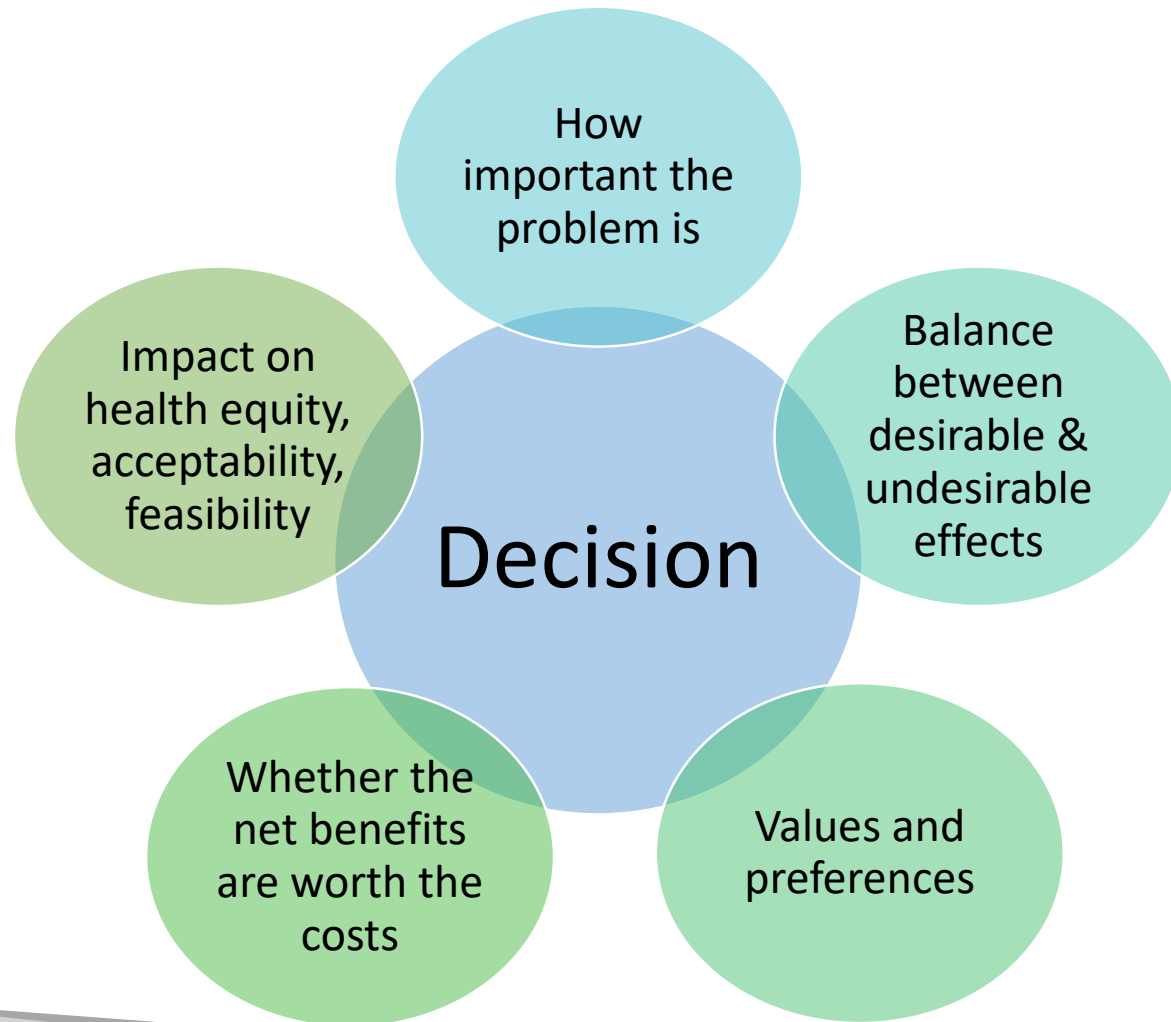 How
important the
problem is
Balance
between
desirable &
undesirable
effects
Values and
preferences
Whether the
net benefits
are worth the
costs
Impact on
health equity,
acceptability,
feasibility
Decision